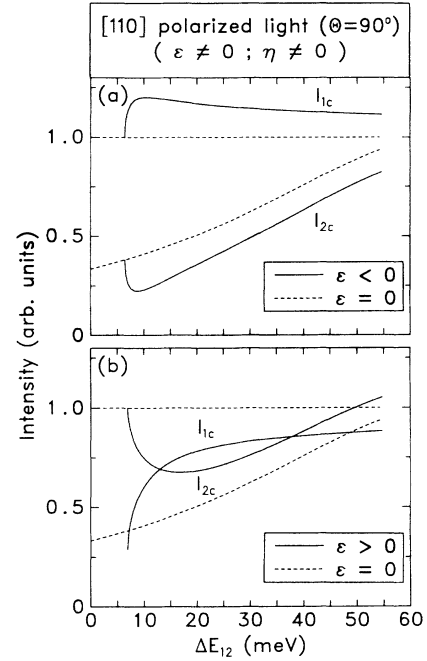 [110] polarized light (Θ=90°)
( ε ≠ 0 ; η ≠ 0 )
(a)
I1c
1.0
I2c
0.5
ε < 0
ε = 0
0
Intensity (arb. units)
(b)
1.0
I1c
I2c
0.5
ε > 0
ε = 0
0
0 10 20 30 40 50 60
ΔE12 (meV)